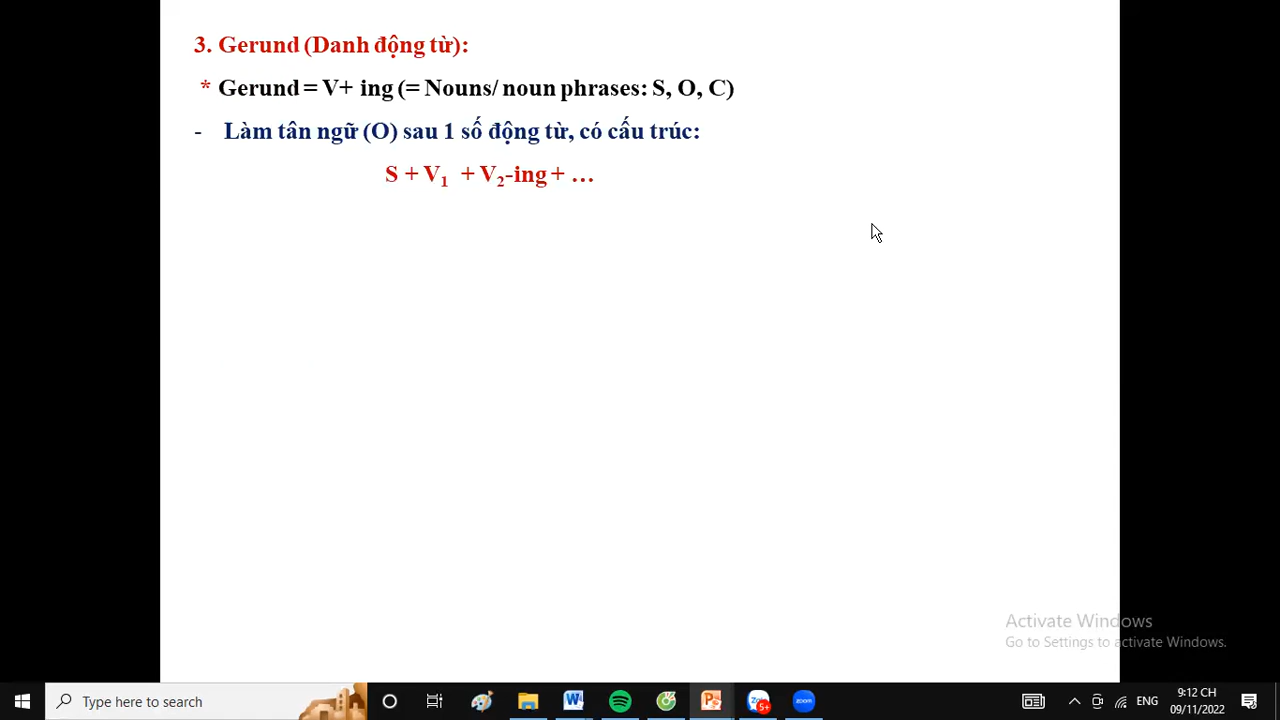 3. Gerund (Danh động từ):
* Gerund = V+ ing (= Nouns/ noun phrases: S, O, C)
- Làm tân ngữ (O) sau 1 số động từ, có cấu trúc:
S + V₁ + V₂-ing + …
Activate Windows
Go to Settings to activate Windows.
Type here to search
5+
zoom
ENG
9:12 CH
09/11/2022